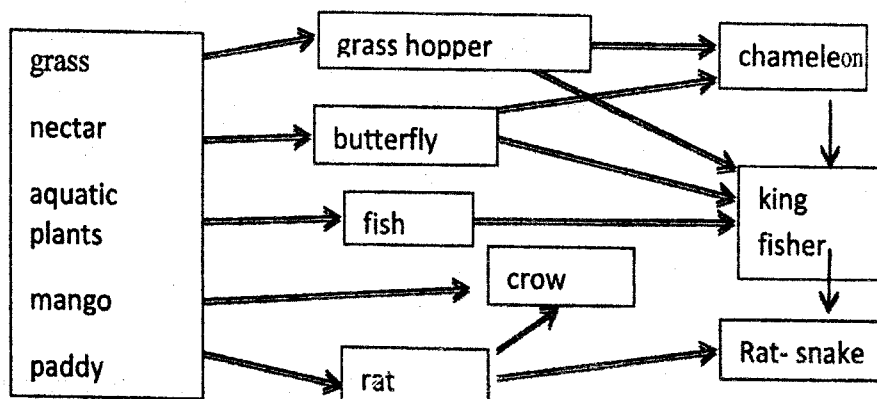 grass
nectar
aquatic
plants
mango
paddy
grass hopper
butterfly
fish
crow
rat
chameleon
king
fisher
Rat- snake